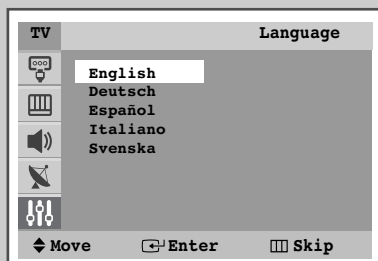 TV Language
English
Deutsch
Español
Italiano
Svenska
Move Enter Skip